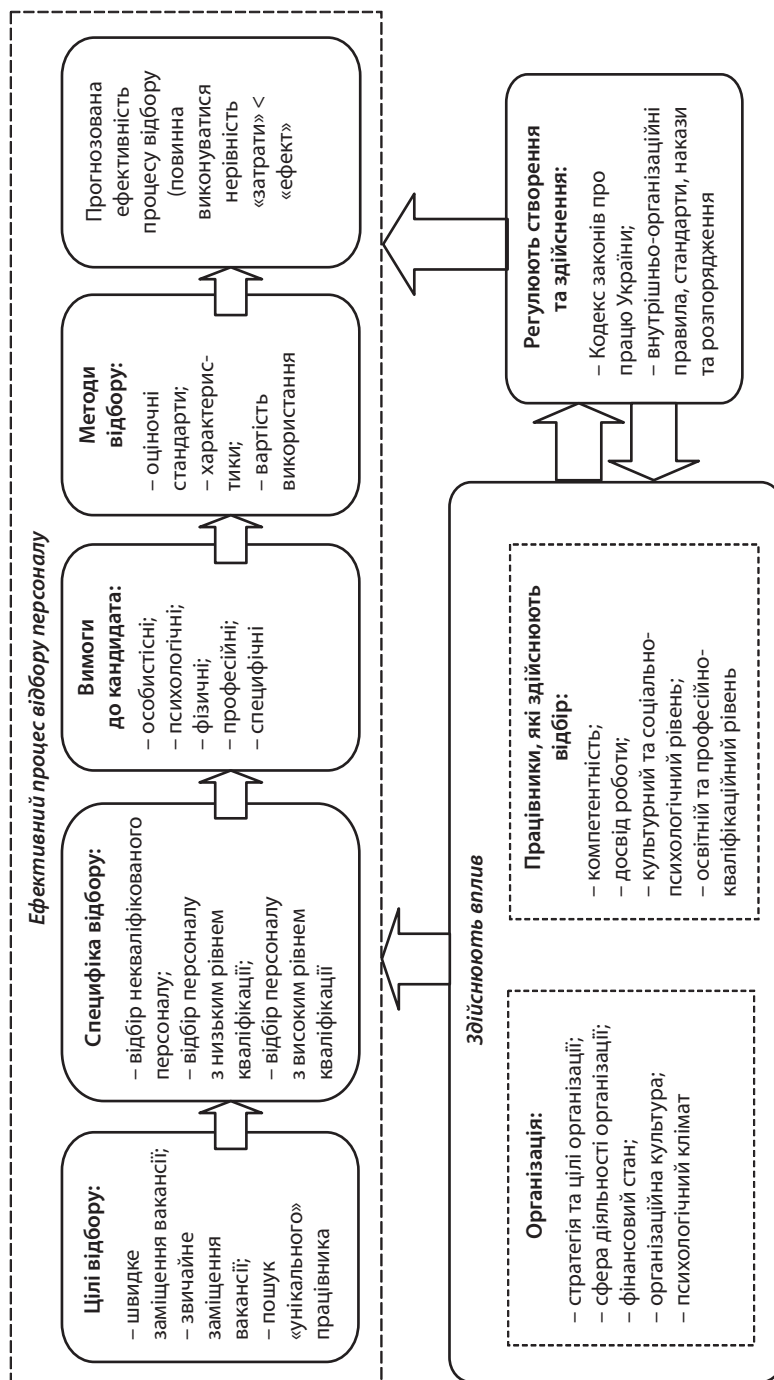 Ефективний процес відбору персоналу
Цілі відбору:
– швидке
заміщення вакансії;
– звичайне
заміщення
вакансії;
– пошук
«унікального»
працівника
Специфіка відбору:
– відбір некваліфікованого
персоналу;
– відбір персоналу
з низьким рівнем
кваліфікації;
– відбір персоналу
з високим рівнем
кваліфікації
Вимоги
до кандидата:
– особистісні;
– психологічні;
– фізичні;
– професійні;
– специфічні
Методи
відбору:
– оціночні
стандарти;
– характерис-
тики;
– вартість
використання
Прогнозована
ефективність
процесу відбору
(повинна
виконуватися
нерівність
«затрати» <
«ефект»
Здійснюють вплив
Організація:
– стратегія та цілі організації;
– сфера діяльності організації;
– фінансовий стан;
– організаційна культура;
– психологічний клімат
Працівники, які здійснюють
відбір:
– компетентність;
– досвід роботи;
– культурний та соціально-
психологічний рівень;
– освітній та професійно-
кваліфікаційний рівень
Регулюють створення
та здійснення:
– Кодекс законів про
працю України;
– внутрішньо-організаційні
правила, стандарти, накази
та розпорядження